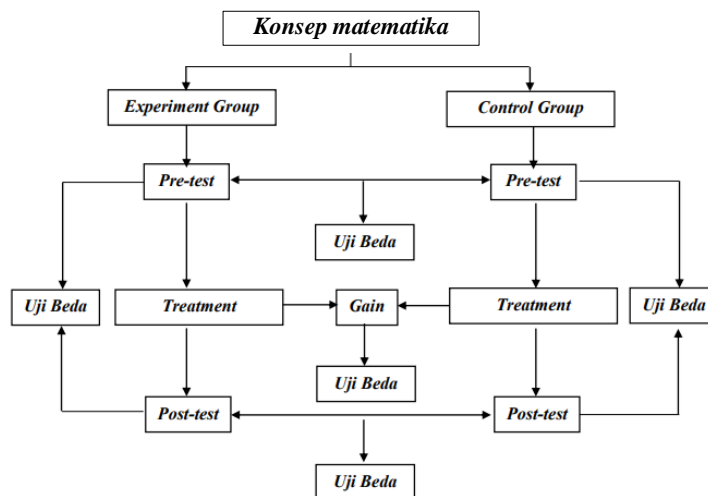 Konsep matematika
Experiment Group
Control Group
Pre-test
Pre-test
Uji Beda
Uji Beda
Treatment
Gain
Treatment
Uji Beda
Uji Beda
Post-test
Post-test
Uji Beda